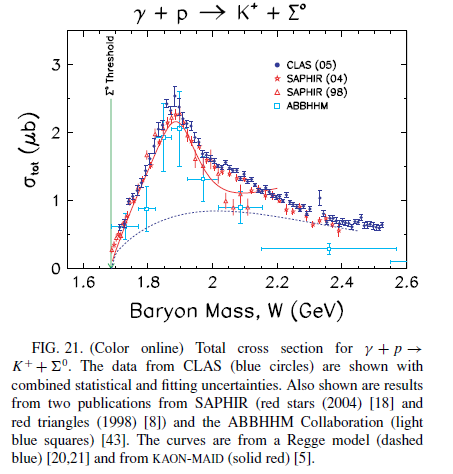 γ + p → K⁺ + Σ⁰
Σ⁰ Threshold
CLAS (05)
SAPHIR (04)
SAPHIR (98)
ABBHHM
σtot (μb)
3
2
1
0
1.6 1.8 2 2.2 2.4 2.6
Baryon Mass, W (GeV)
FIG. 21. (Color online) Total cross section for γ + p →
K⁺ + Σ⁰. The data from CLAS (blue circles) are shown with
combined statistical and fitting uncertainties. Also shown are results
from two publications from SAPHIR (red stars (2004) [18] and
red triangles (1998) [8]) and the ABBHHM Collaboration (light
blue squares) [43]. The curves are from a Regge model (dashed
blue) [20,21] and from KAON-MAID (solid red) [5].